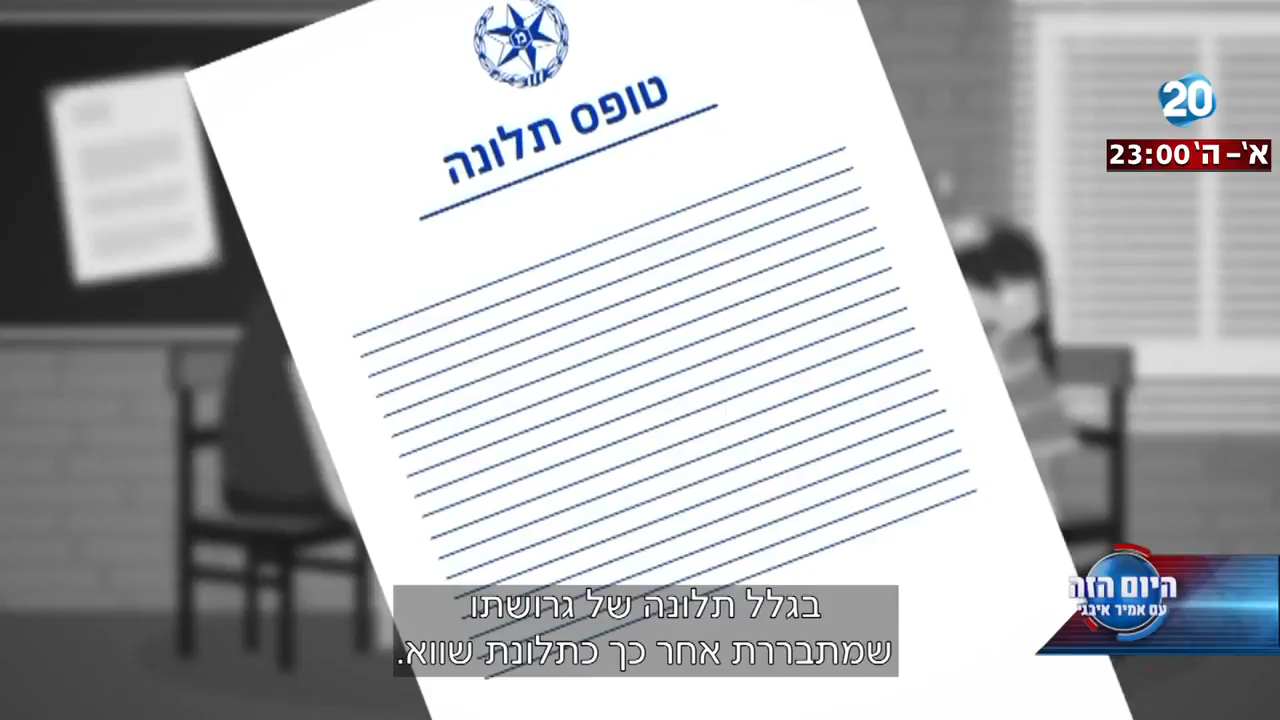 טופס תלונה
20
א'-ה' 23:00
היום הזה
עם אמיר איבגי
בגלל תלונה של גרושתו
שמתבררת אחר כך כתלונת שווא.